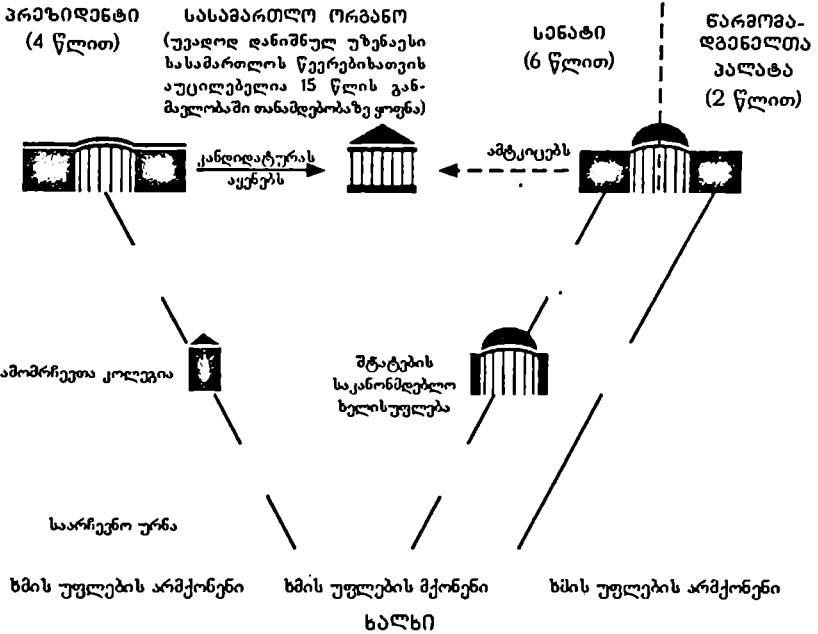 პრეზიდენტი
(4 წლით)
სასამართლო ორგანო
(უვადოდ დანიშნულ უზენაესი
სასამართლოს წევრებისათვის
აუცილებელია 15 წლის გან-
მავლობაში თანამდებობაზე ყოფნა)
სენატი
(6 წლით)
წარმომა-
დგენელთა
პალატა
(2 წლით)
კანდიდატურას
აყენებს
ამტკიცებს
ამომრჩევთა კოლეგია
შტატების
საკანონმდებლო
ხელისუფლება
საარჩევნო ურნა
ხმის უფლების არმქონენი
ხმის უფლების მქონენი
ხმის უფლების არმქონენი
ხალხი